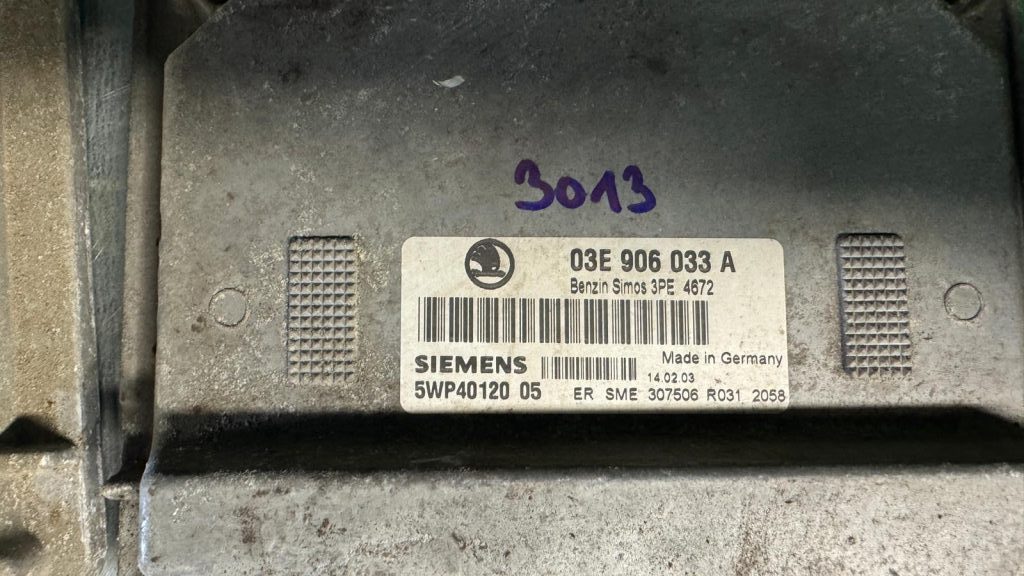 3013
03E 906 033 A
Benzin Simos 3PE 4672
SIEMENS
Made in Germany
14.02.03
5WP40120 05
ER SME 307506 R031 2058